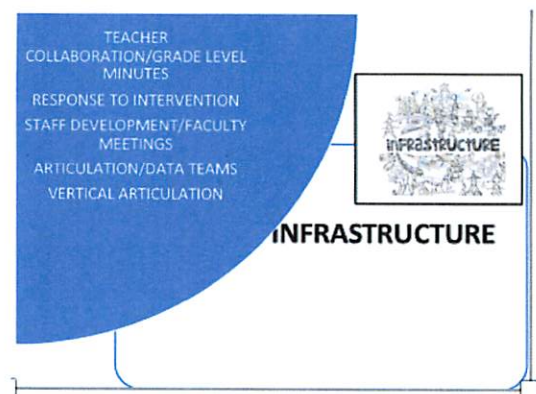 TEACHER
COLLABORATION/GRADE LEVEL
MINUTES
RESPONSE TO INTERVENTION
STAFF DEVELOPMENT/FACULTY
MEETINGS
ARTICULATION/DATA TEAMS
VERTICAL ARTICULATION
INFRASTRUCTURE
INFRASTRUCTURE